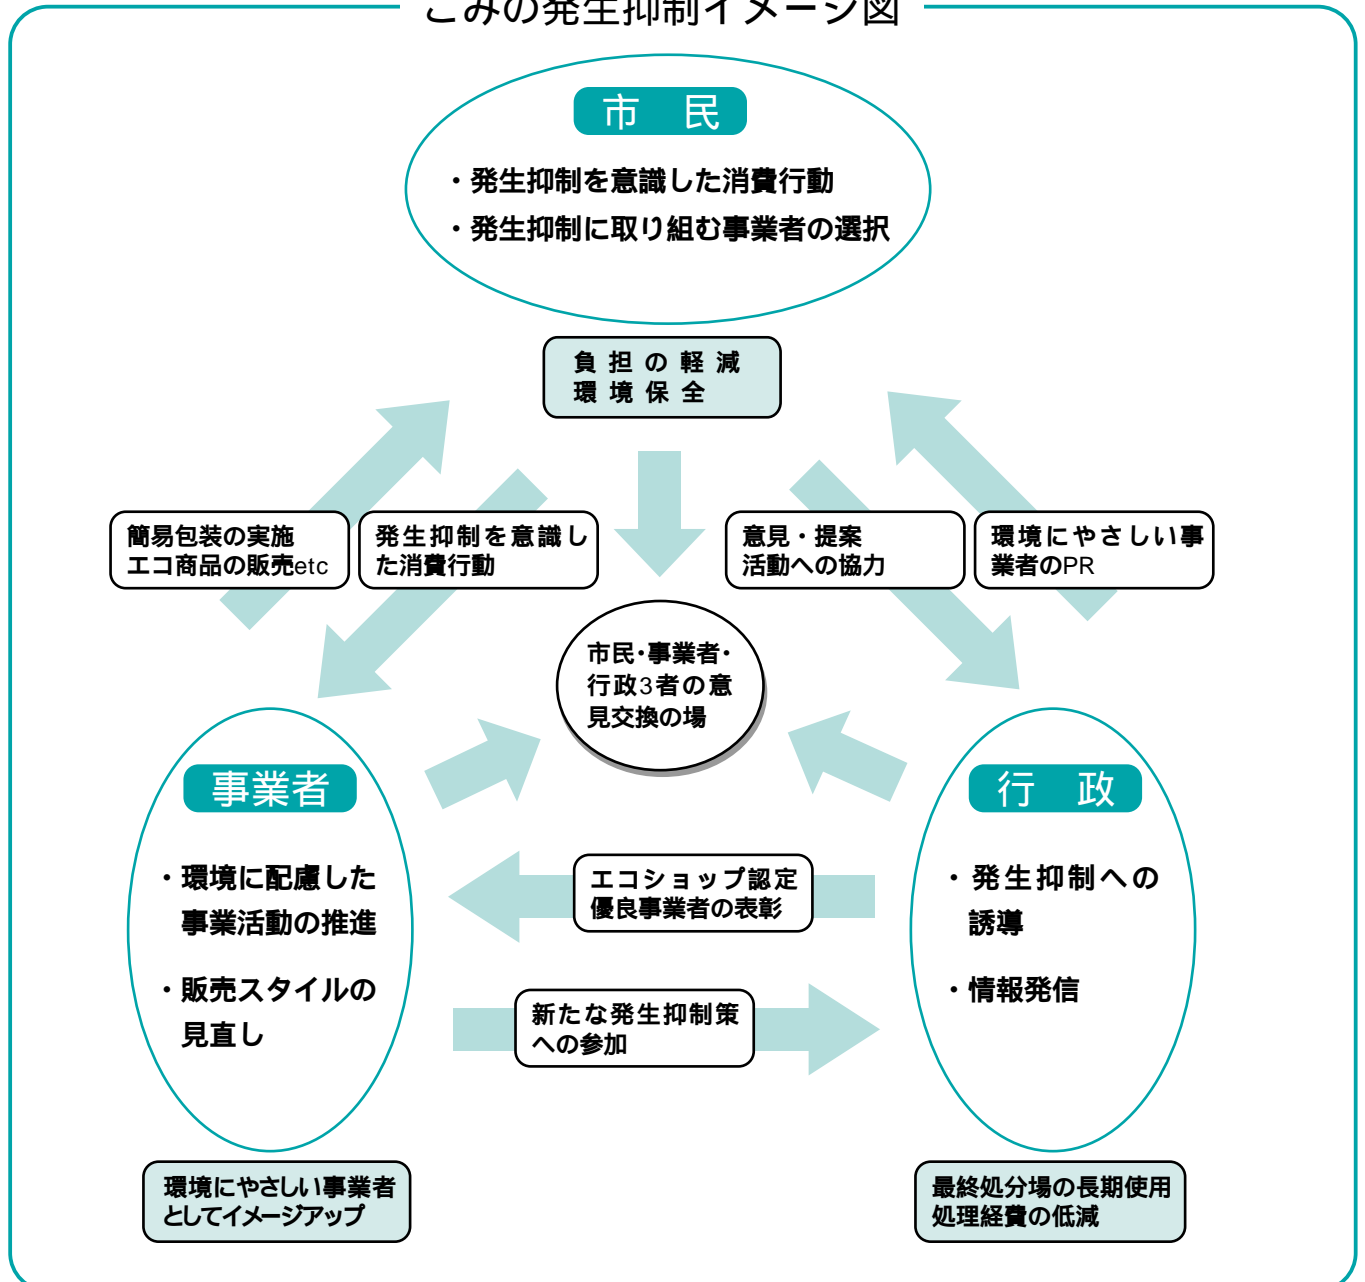 ごみの発生抑制イメージ図
市　民
・発生抑制を意識した消費行動
・発生抑制に取り組む事業者の選択
負担の軽減
環境保全
簡易包装の実施
エコ商品の販売etc
発生抑制を意識し
た消費行動
意見・提案
活動への協力
環境にやさしい事
業者のPR
市民・事業者・
行政3者の意
見交換の場
事業者
・環境に配慮した
事業活動の推進
・販売スタイルの
見直し
エコショップ認定
優良事業者の表彰
新たな発生抑制策
への参加
行　政
・発生抑制への
誘導
・情報発信
環境にやさしい事業者
としてイメージアップ
最終処分場の長期使用
処理経費の低減